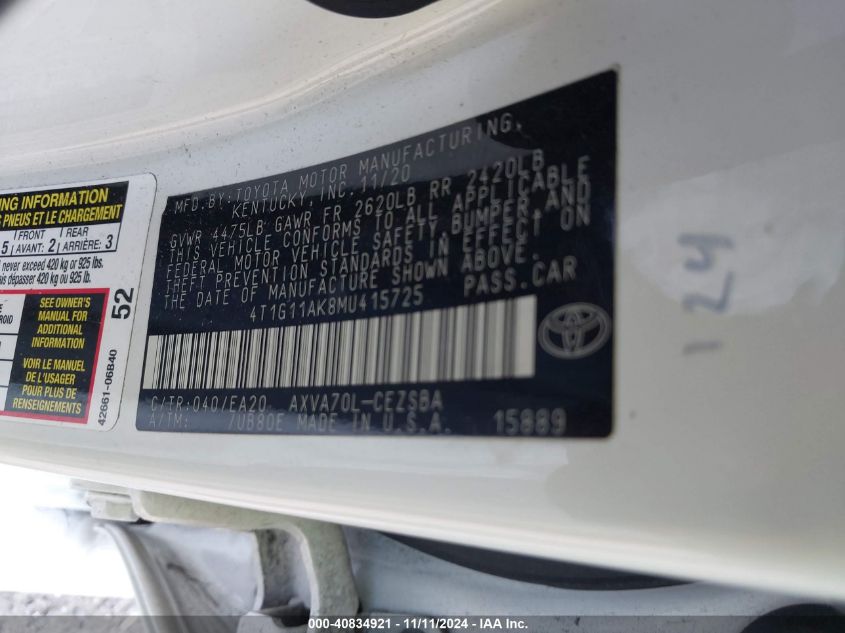 MFD. BY: TOYOTA MOTOR MANUFACTURING,
KENTUCKY, INC. 11/20
GVWR 4475LB GAWR FR 2620LB RR 2420LB
THIS VEHICLE CONFORMS TO ALL APPLICABLE
FEDERAL MOTOR VEHICLE SAFETY, BUMPER, AND
THEFT PREVENTION STANDARDS IN EFFECT ON
THE DATE OF MANUFACTURE SHOWN ABOVE.
4T1G11AK8MU415725 PASS. CAR
C/TR: 040/EA20 AXVA70L-CEZSBA
A/TM: /UB80E MADE IN U.S.A. 15889
ING INFORMATION
PNEUS ET LE CHARGEMENT
5 FRONT AVANT: 2 REAR ARRIÈRE: 3
never exceed 420 kg or 925 lbs.
dépasser 420 kg ou 925 lb.
SEE OWNER'S
MANUAL FOR
ADDITIONAL
INFORMATION
VOIR LE MANUEL
DE L'USAGER
POUR PLUS DE
RENSEIGNEMENTS
52
42661-06B40
124
000-40834921 - 11/11/2024 - IAA Inc.